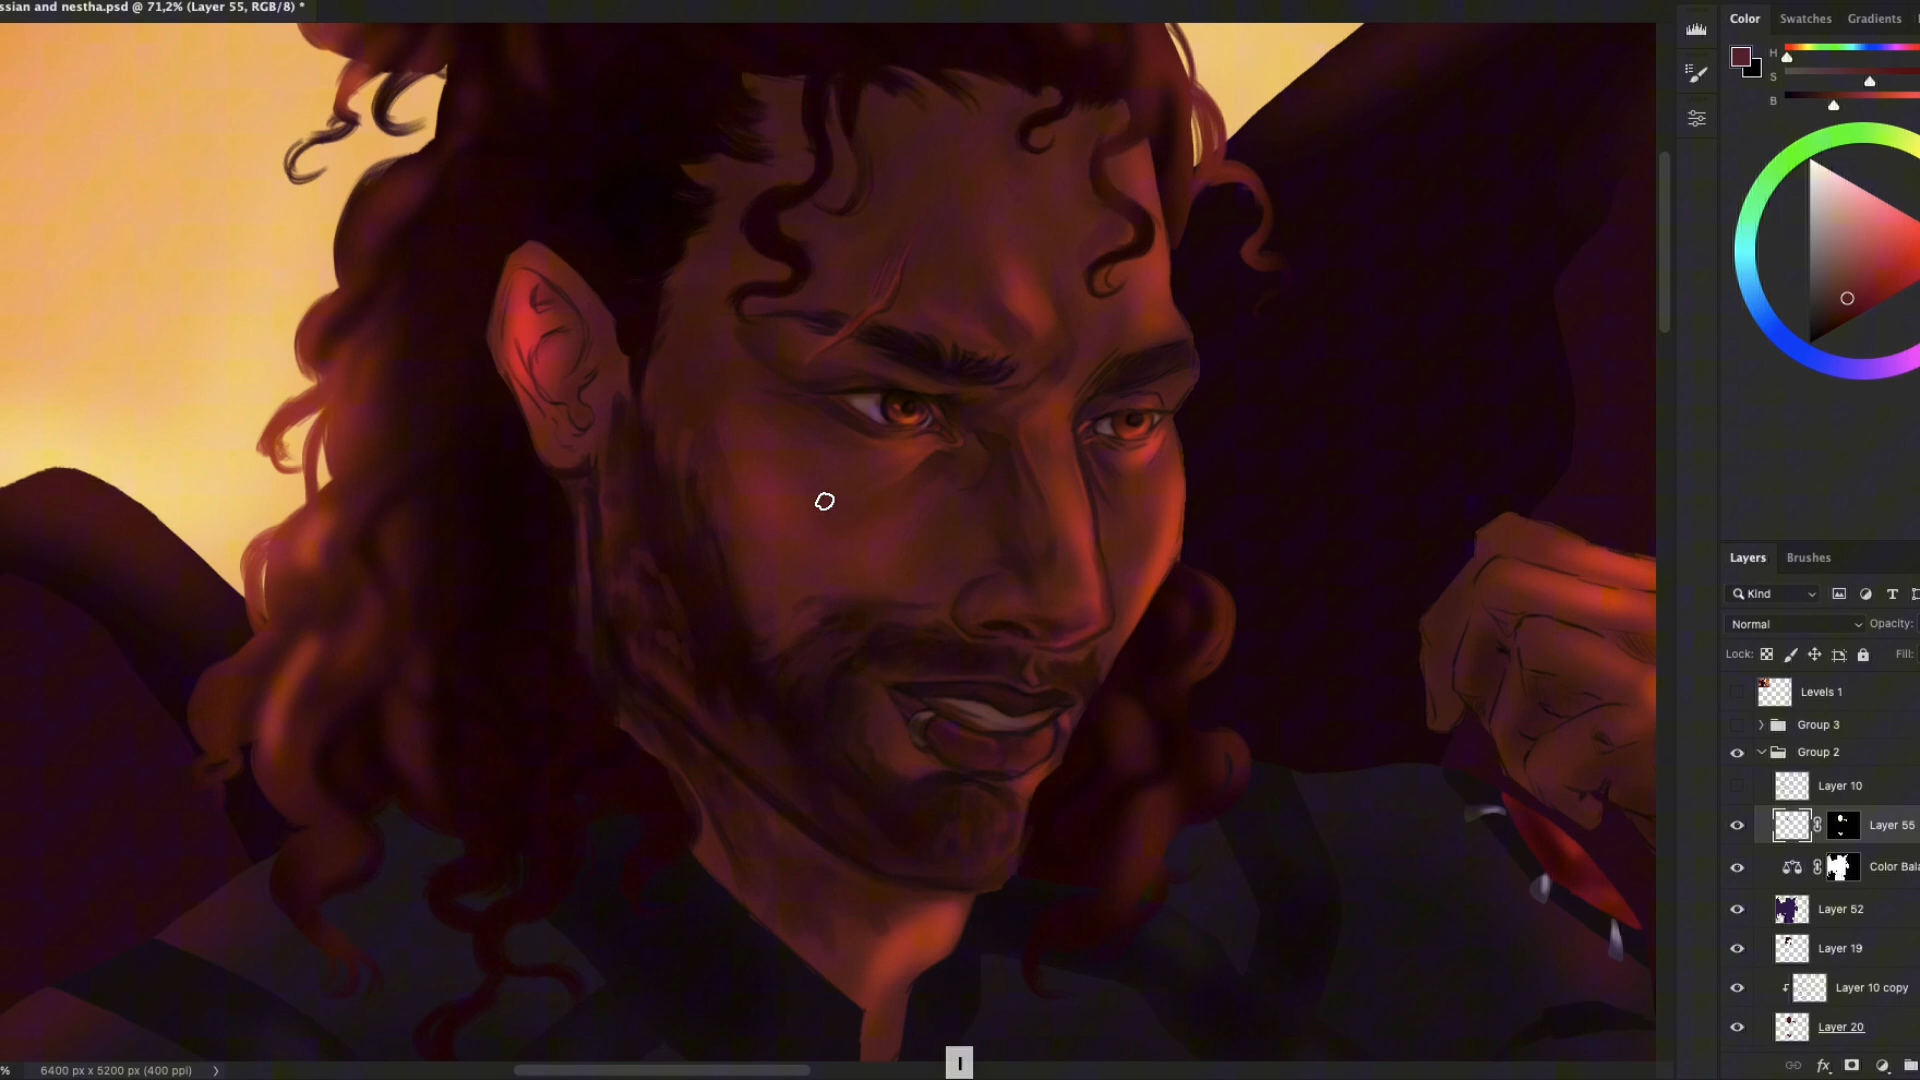 ssian and nestha.psd @ 71,2% (Layer 55, RGB/8) *
Color Swatches Gradients
H
S
B
Layers Brushes
Kind T
Normal Opacity:
Lock: Fill:
Levels 1
Group 3
Group 2
Layer 10
Layer 55
Color Bala
Layer 52
Layer 19
Layer 10 copy
Layer 20
fx
% 6400 px x 5200 px (400 ppi)
I